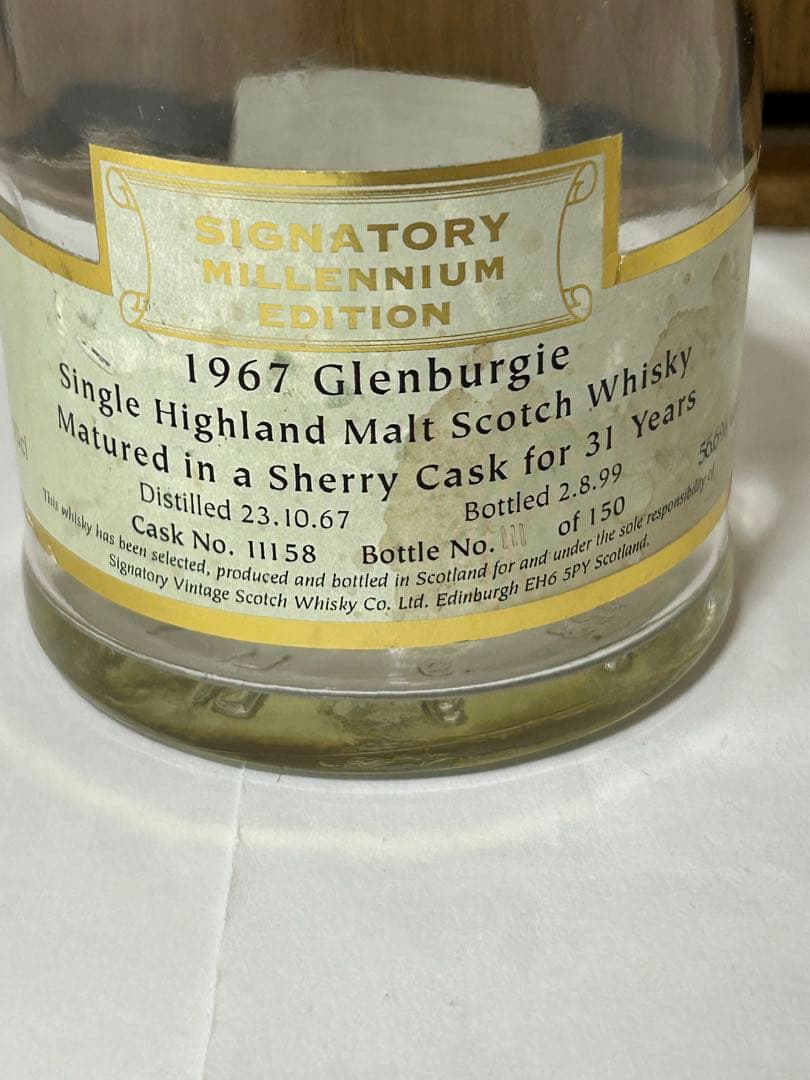 SIGNATORY
MILLENNIUM
EDITION
1967 Glenburgie
Single Highland Malt Scotch Whisky
Matured in a Sherry Cask for 31 Years
Distilled 23.10.67 Bottled 2.8.99
Cask No. 11158 Bottle No. 111 of 150
This whisky has been selected, produced and bottled in Scotland for and under the sole responsibility of
Signatory Vintage Scotch Whisky Co. Ltd. Edinburgh EH6 5PY Scotland.